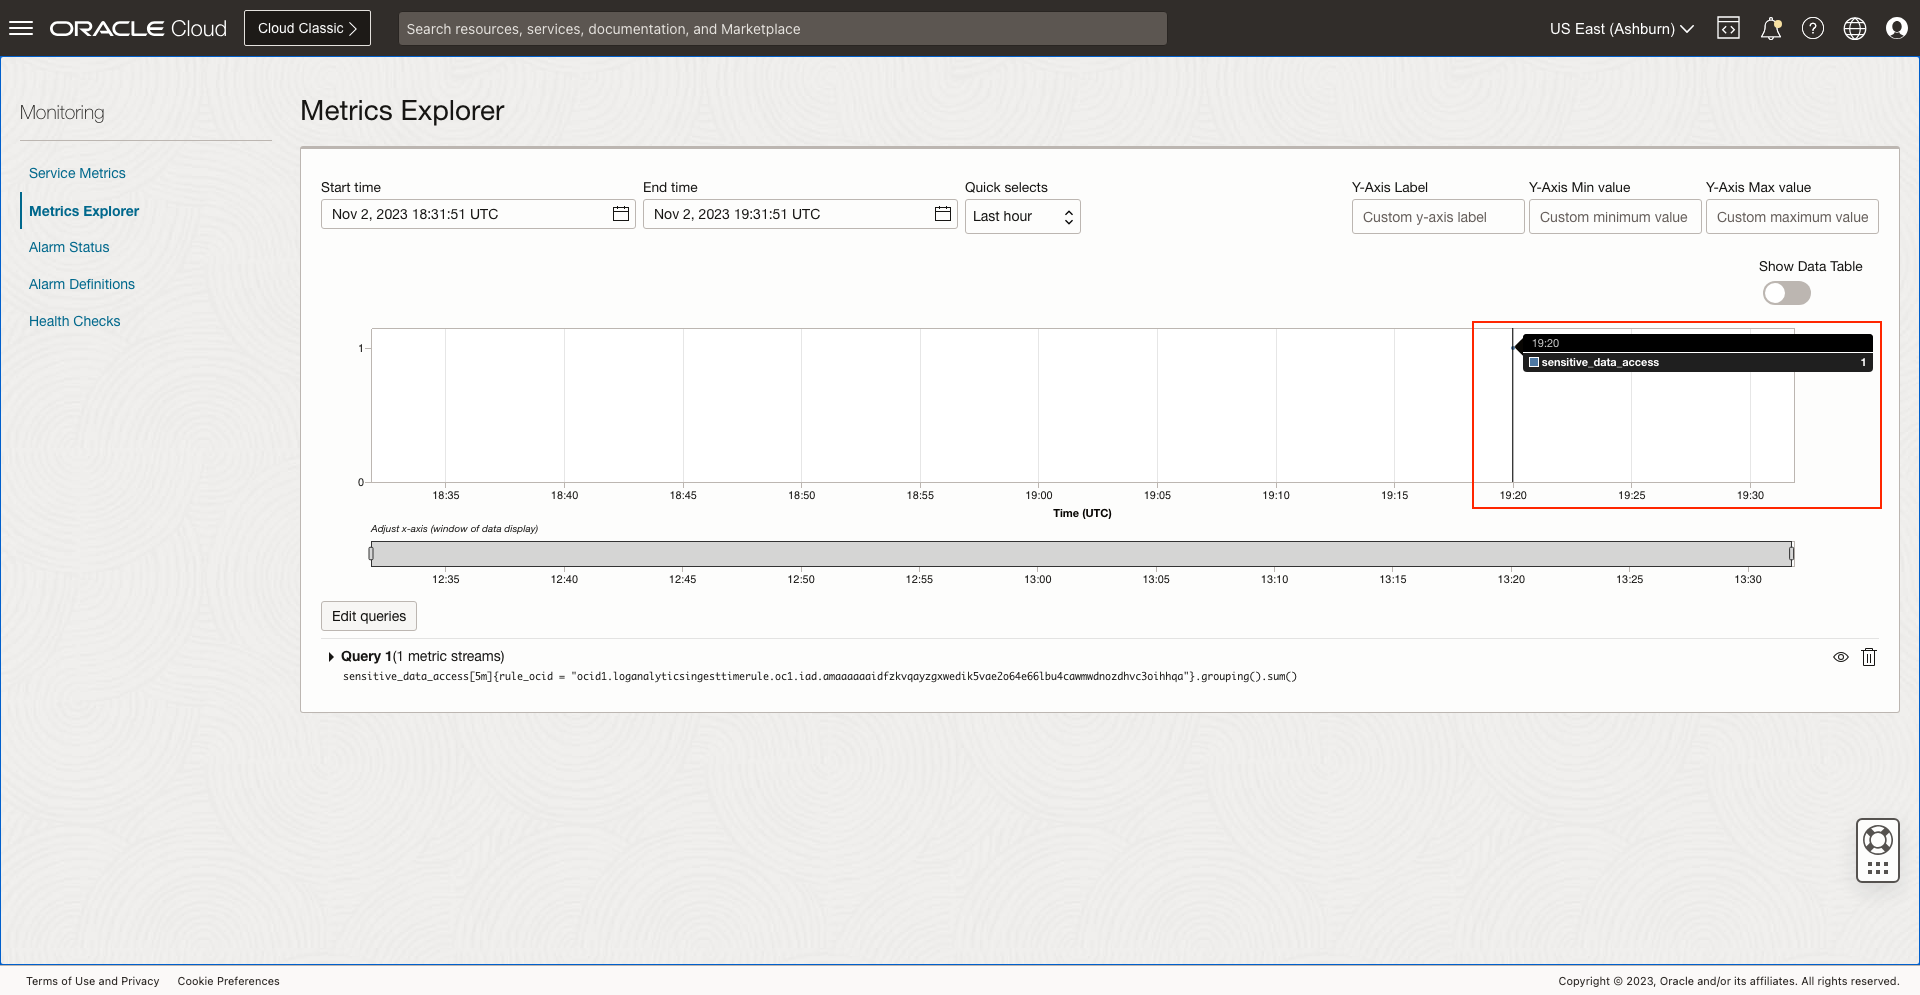 ORACLE Cloud
Cloud Classic
Search resources, services, documentation, and Marketplace
US East (Ashburn)
Monitoring
Service Metrics
Metrics Explorer
Alarm Status
Alarm Definitions
Health Checks
Metrics Explorer
Start time
End time
Quick selects
Y-Axis Label
Y-Axis Min value
Y-Axis Max value
Nov 2, 2023 18:31:51 UTC
Nov 2, 2023 19:31:51 UTC
Last hour
Custom y-axis label
Custom minimum value
Custom maximum value
Show Data Table
1
19:20
sensitive_data_access 1
0
18:35 18:40 18:45 18:50 18:55 19:00 19:05 19:10 19:15 19:20 19:25 19:30
Time (UTC)
Adjust x-axis (window of data display)
12:35 12:40 12:45 12:50 12:55 13:00 13:05 13:10 13:15 13:20 13:25 13:30
Edit queries
Query 1(1 metric streams)
sensitive_data_access[5m]{rule_ocid = "ocid1.loganalyticsingesttimerule.oc1.iad.amaaaaaaidfzkvqayzgxwedik5vae2o64e66lbu4cawmwdnozdhvc3oihhqa"}.grouping().sum()
Terms of Use and Privacy
Cookie Preferences
Copyright © 2023, Oracle and/or its affiliates. All rights reserved.